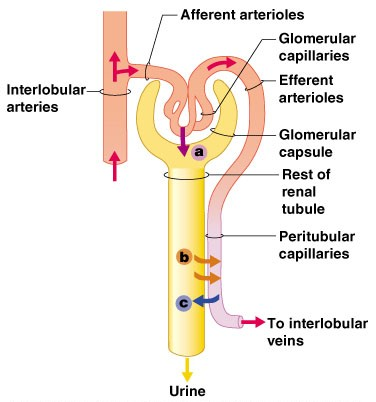 Afferent arterioles
Glomerular
capillaries
Interlobular
arteries
Efferent
arterioles
Glomerular
capsule
a
Rest of
renal
tubule
Peritubular
capillaries
b
c
To interlobular
veins
Urine